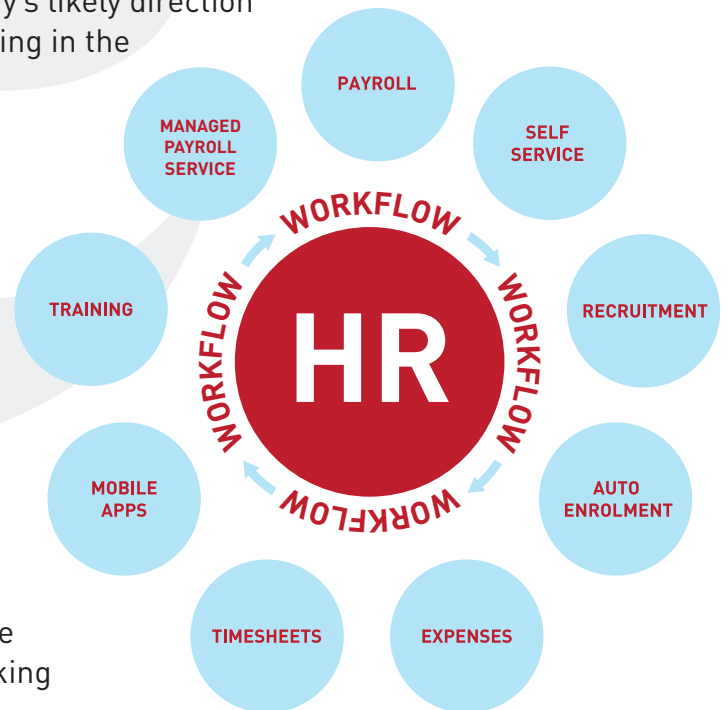 y's likely direction
ing in the
PAYROLL
SELF
SERVICE
RECRUITMENT
AUTO
ENROLMENT
EXPENSES
TIMESHEETS
MOBILE
APPS
TRAINING
MANAGED
PAYROLL
SERVICE
WORKFLOW
WORKFLOW
WORKFLOW
WORKFLOW
HR
e
king